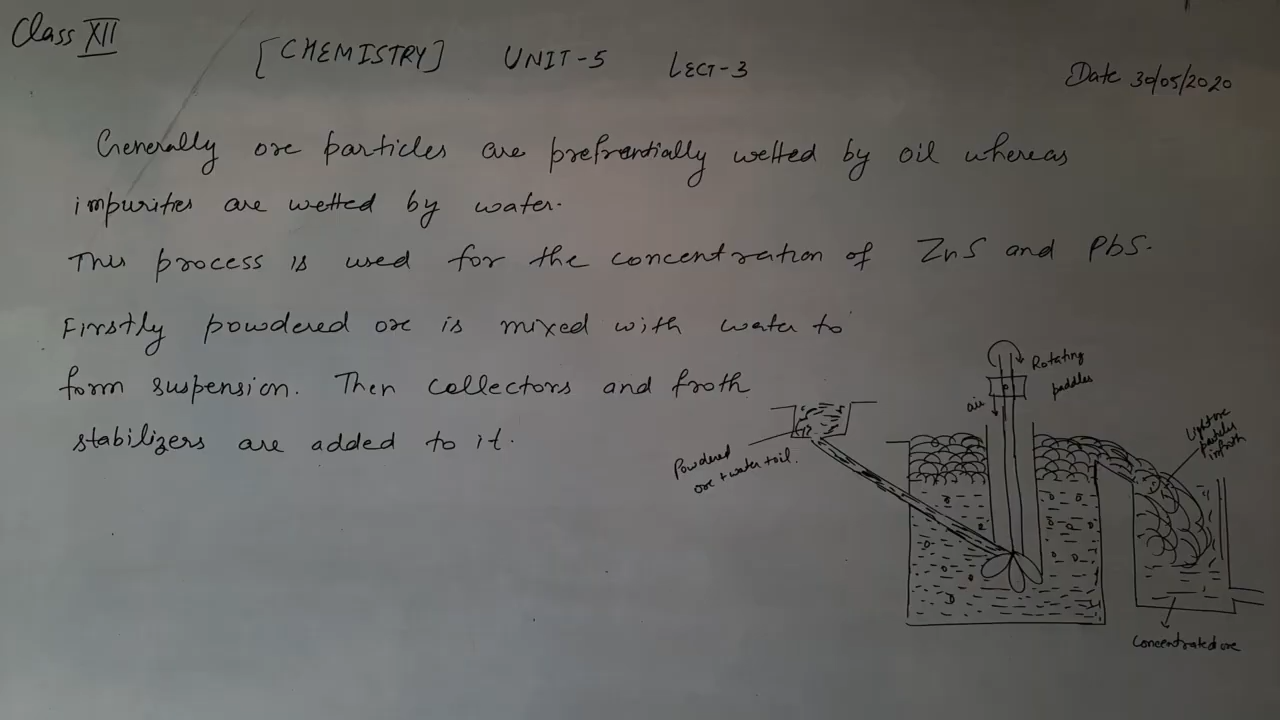 Class XII
[CHEMISTRY] UNIT-5 LECT-3
Date 30/05/2020
Generally ore particles are prefrentially wetted by oil whereas
impurities are wetted by water.
This process is used for the concentration of ZnS and PbS.
Firstly powdered ore is mixed with water to
form suspension. Then collectors and froth
stabilizers are added to it.
Rotating
paddles
air
Light ore
particles
in froth
Powdered
ore + water + oil.
Concentrated ore